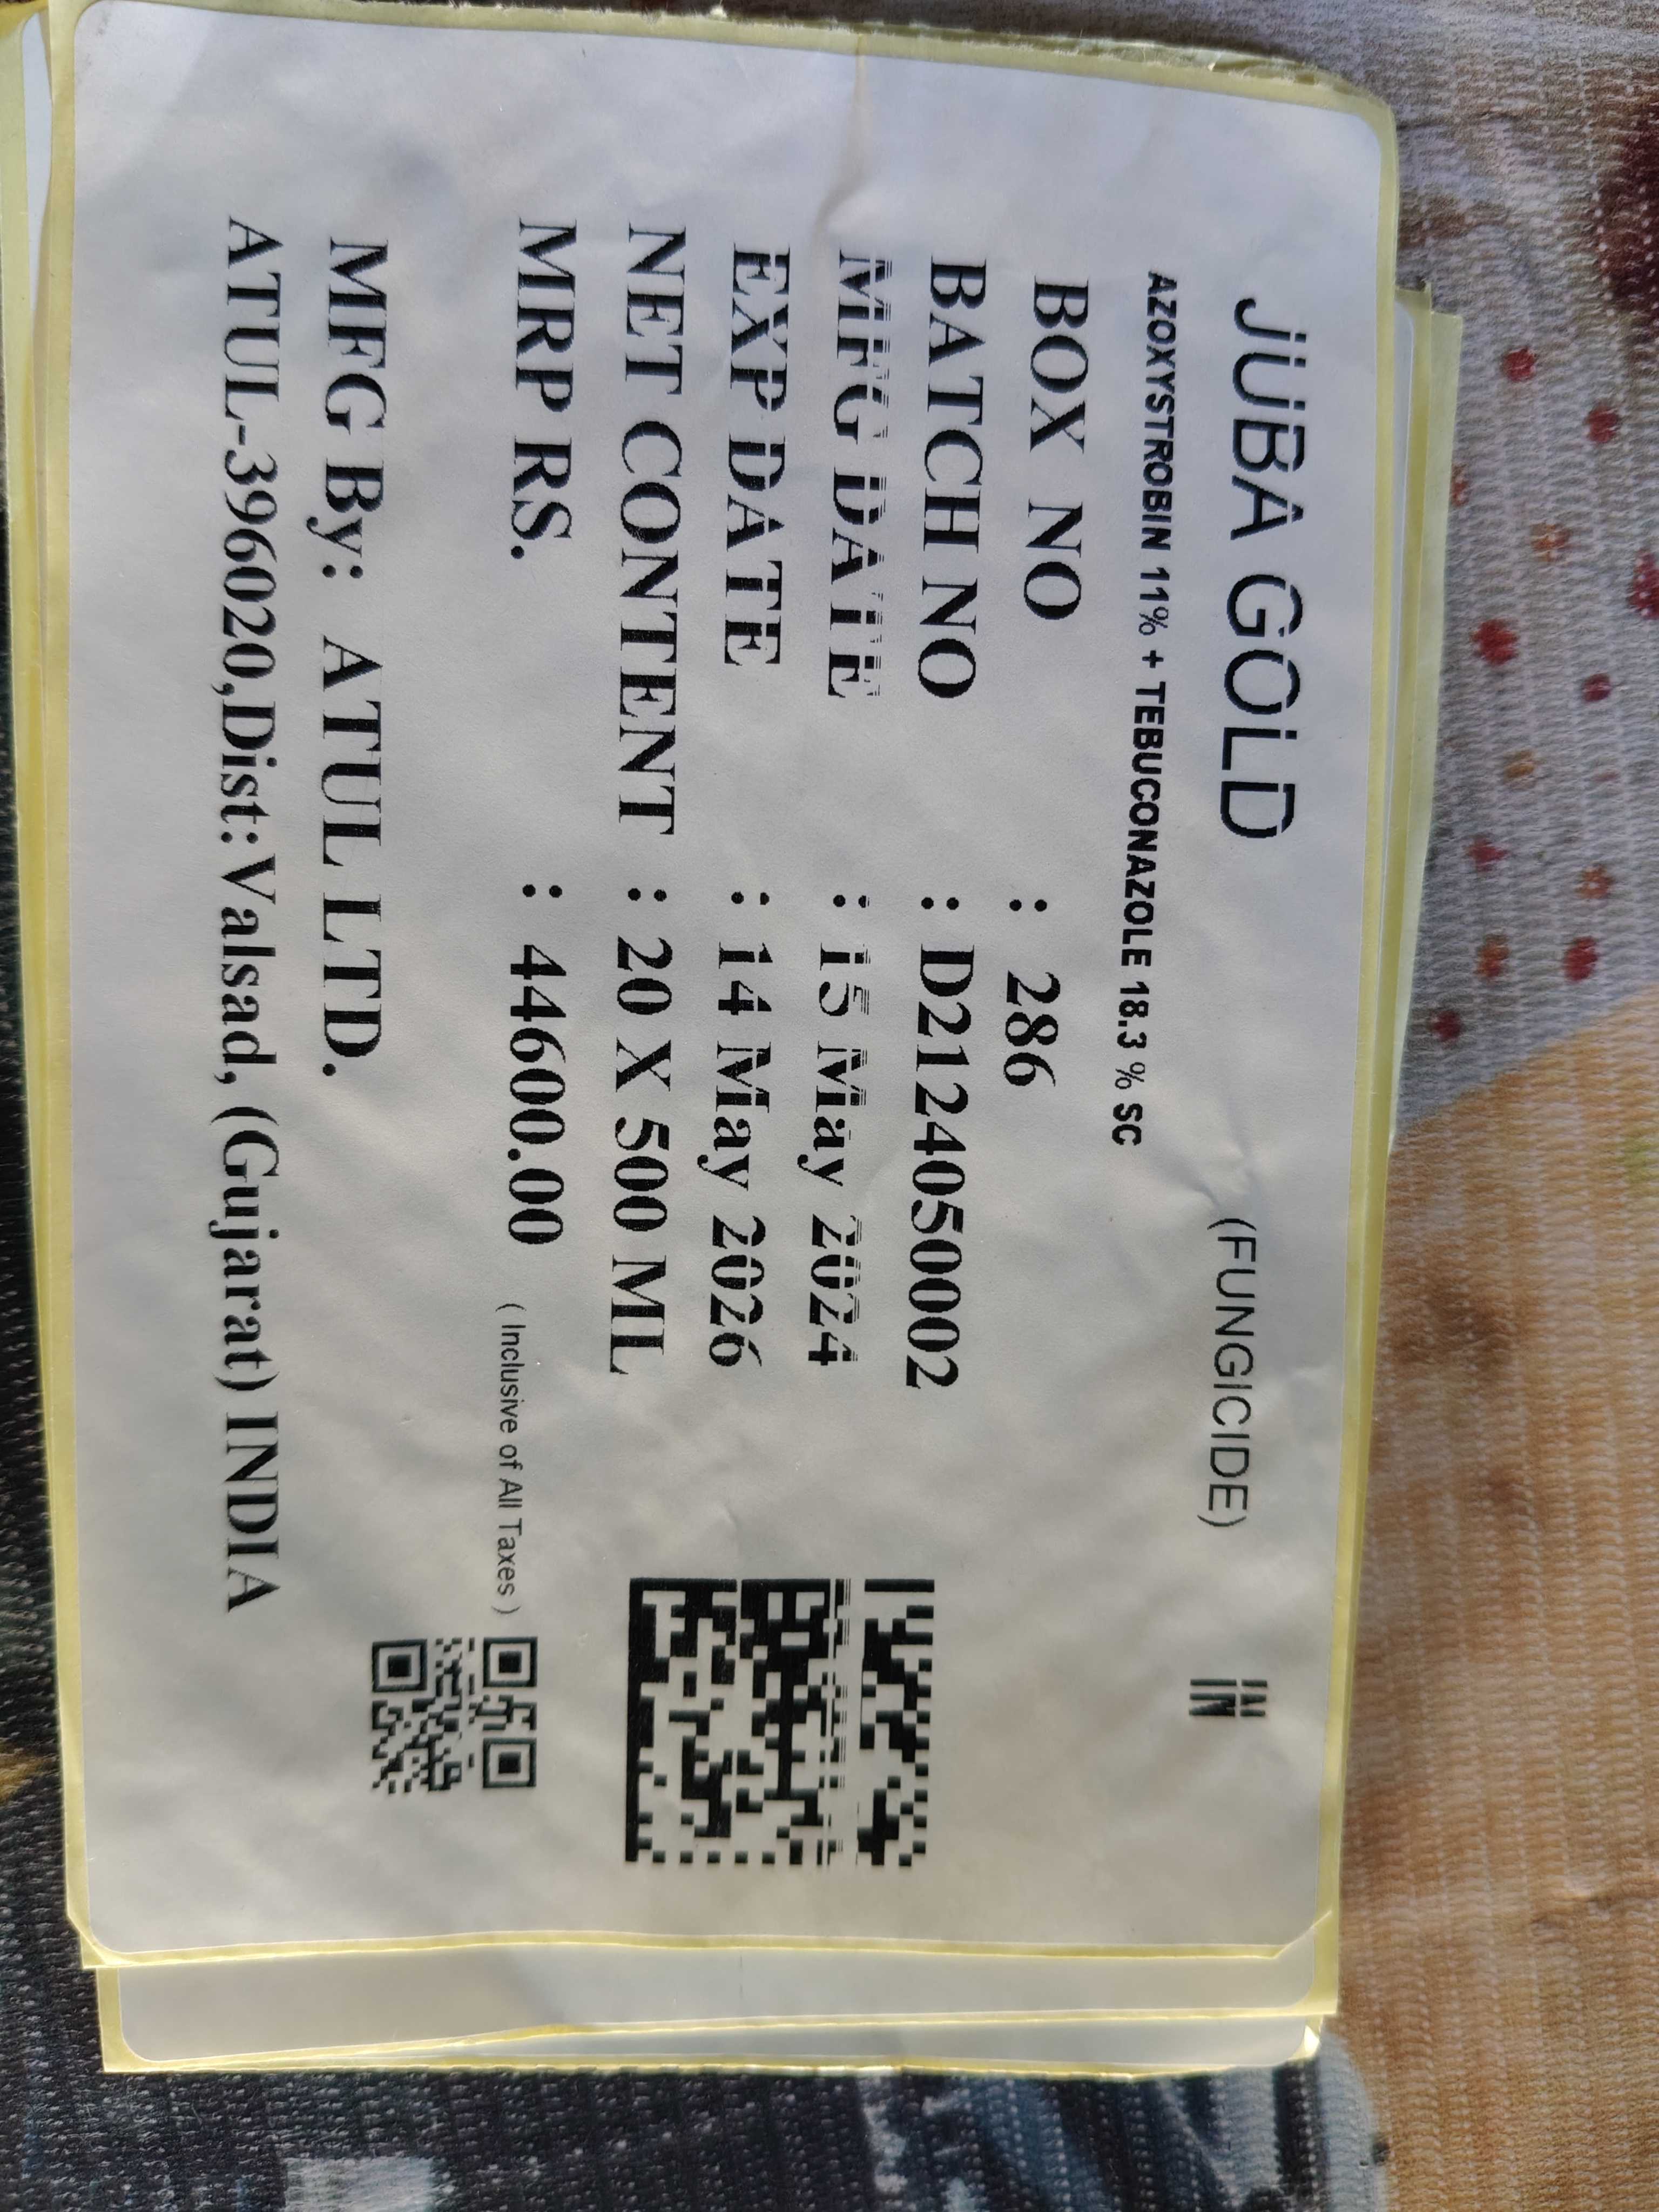 JUBA GOLD (FUNGICIDE) IN
AZOXYSTROBIN 11% + TEBUCONAZOLE 18.3 % SC
BOX NO : 286
BATCH NO : D212405002
MFG DATE : 15 May 2024
EXP DATE : 14 May 2026
NET CONTENT : 20 X 500 ML
MRP RS. : 44600.00 ( Inclusive of All Taxes )
MFG By: ATUL LTD.
ATUL-396020,Dist:Valsad, (Gujarat) INDIA